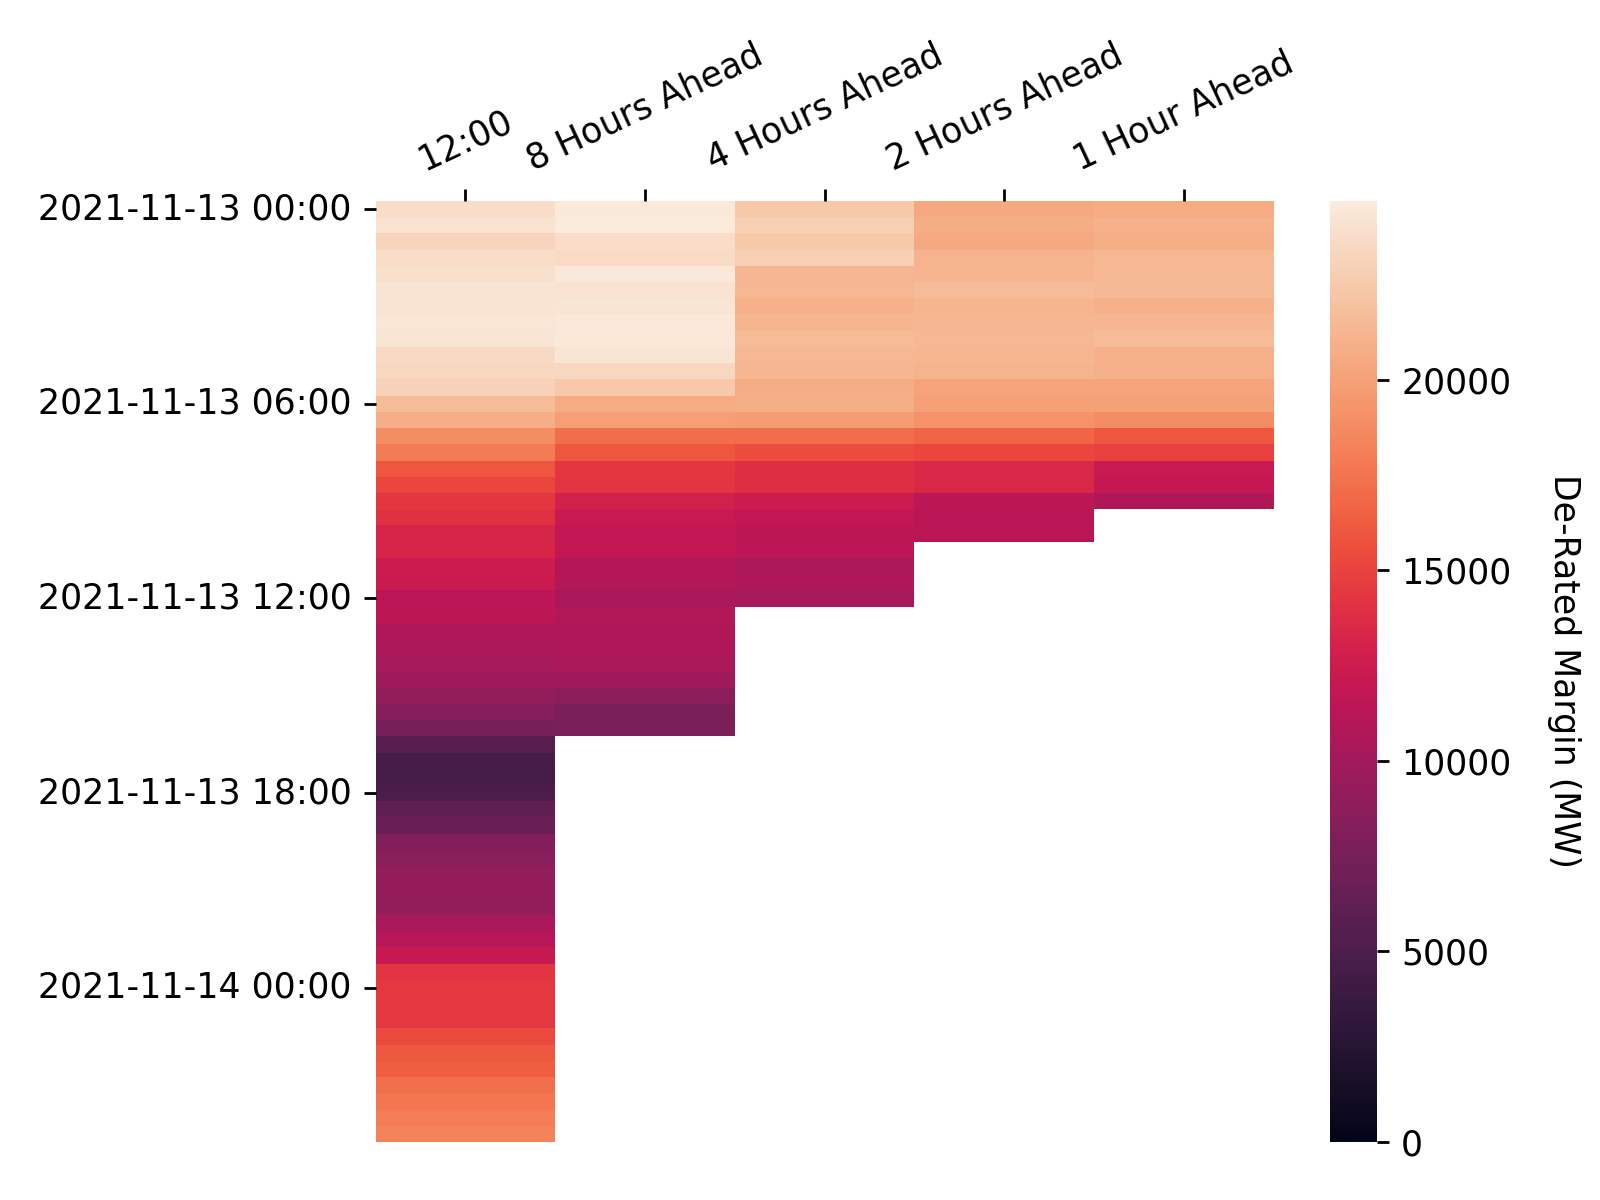 12:00
8 Hours Ahead
4 Hours Ahead
2 Hours Ahead
1 Hour Ahead
2021-11-13 00:00
2021-11-13 06:00
2021-11-13 12:00
2021-11-13 18:00
2021-11-14 00:00
20000
15000
10000
5000
0
De-Rated Margin (MW)